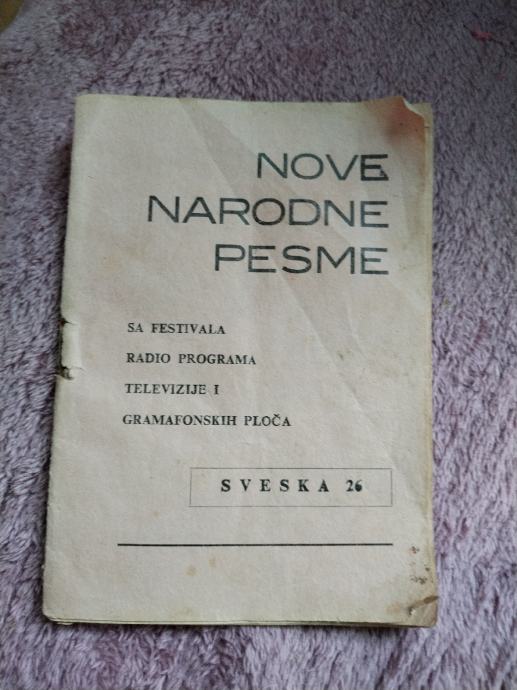 NOVE
NARODNE
PESME
SA FESTIVALA
RADIO PROGRAMA
TELEVIZIJE I
GRAMAFONSKIH PLOČA
SVESKA 26